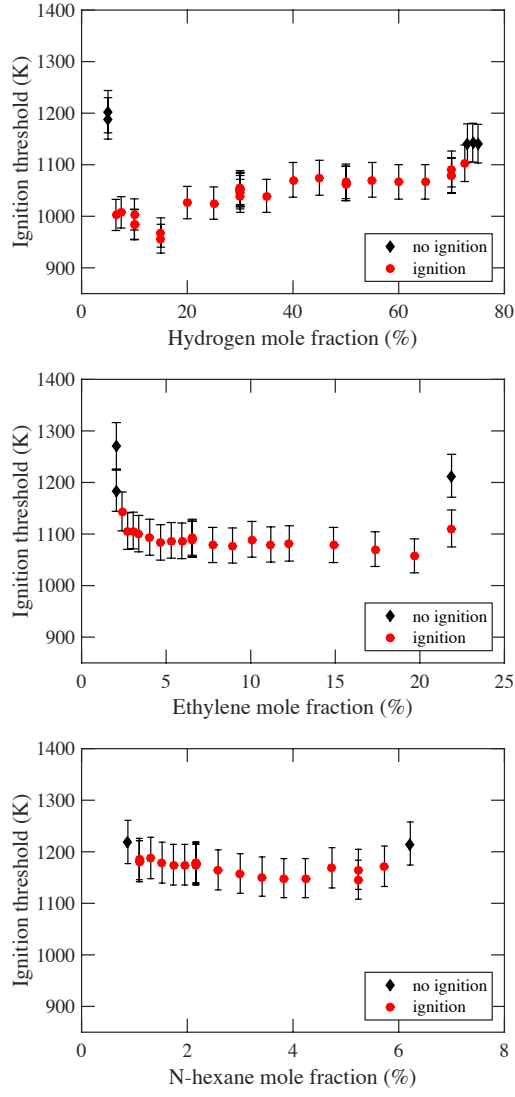 1400
1300
1200
1100
1000
900
Ignition threshold (K)
no ignition
ignition
0 20 40 60 80
Hydrogen mole fraction (%)
1400
1300
1200
1100
1000
900
Ignition threshold (K)
no ignition
ignition
0 5 10 15 20 25
Ethylene mole fraction (%)
1400
1300
1200
1100
1000
900
Ignition threshold (K)
no ignition
ignition
0 2 4 6 8
N-hexane mole fraction (%)